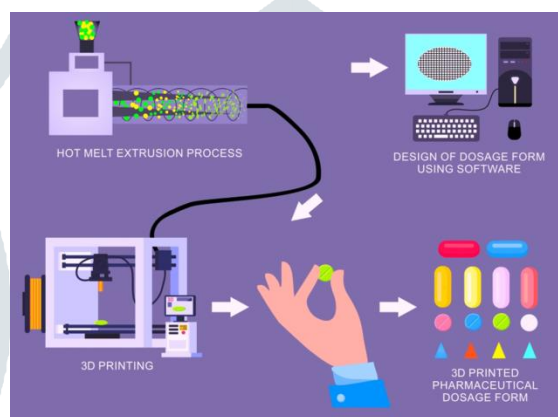 HOT MELT EXTRUSION PROCESS
DESIGN OF DOSAGE FORM
USING SOFTWARE
3D PRINTING
3D PRINTED
PHARMACEUTICAL
DOSAGE FORM